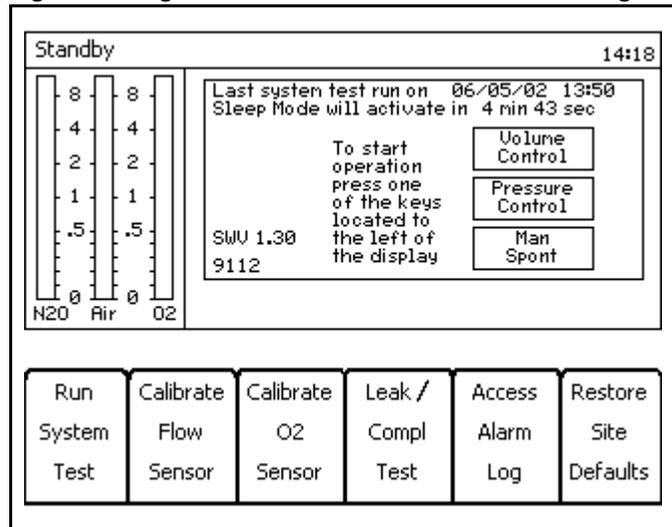 Standby 14:18
8 8
4 4
2 2
1 1
.5 .5
0 0
N2O Air O2
Last system test run on 06/05/02 13:50
Sleep Mode will activate in 4 min 43 sec
To start
operation
press one
of the keys
located to
the left of
the display
Volume
Control
Pressure
Control
Man
Spont
SWV 1.30
9112
Run
System
Test
Calibrate
Flow
Sensor
Calibrate
O2
Sensor
Leak /
Compl
Test
Access
Alarm
Log
Restore
Site
Defaults